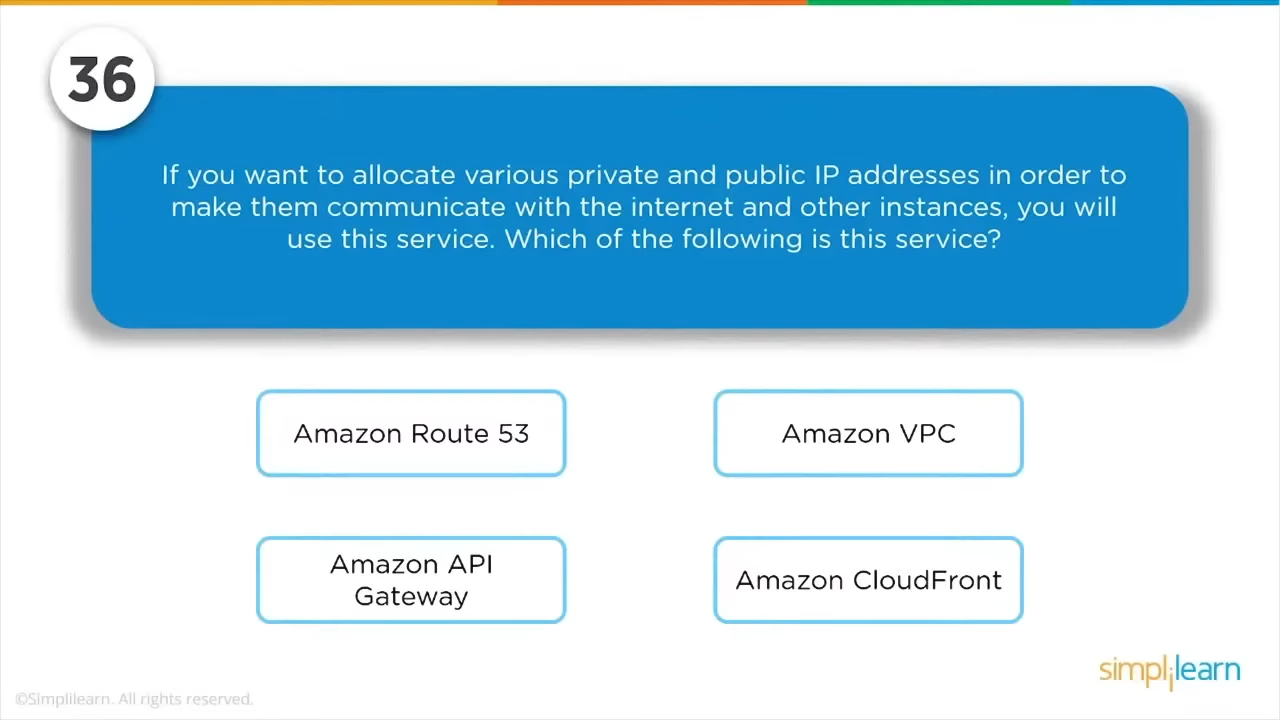 36
If you want to allocate various private and public IP addresses in order to
make them communicate with the internet and other instances, you will
use this service. Which of the following is this service?
Amazon Route 53
Amazon VPC
Amazon API
Gateway
Amazon CloudFront
simplilearn
©Simplilearn. All rights reserved.